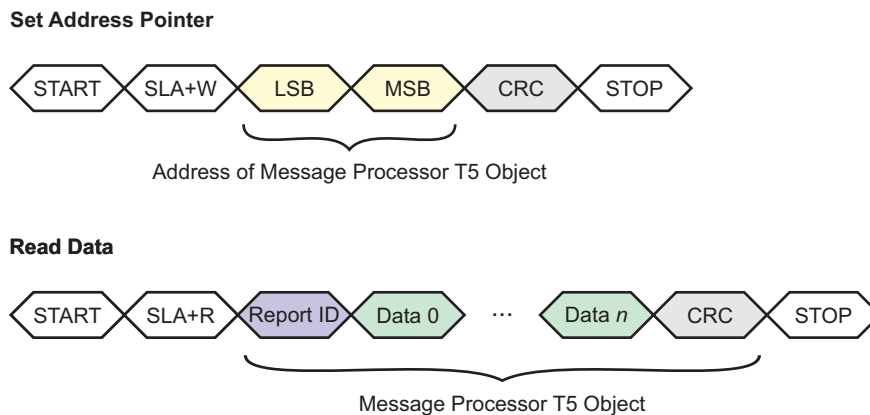 Set Address Pointer
START SLA+W LSB MSB CRC STOP
Address of Message Processor T5 Object
Read Data
START SLA+R Report ID Data 0 ... Data n CRC STOP
Message Processor T5 Object